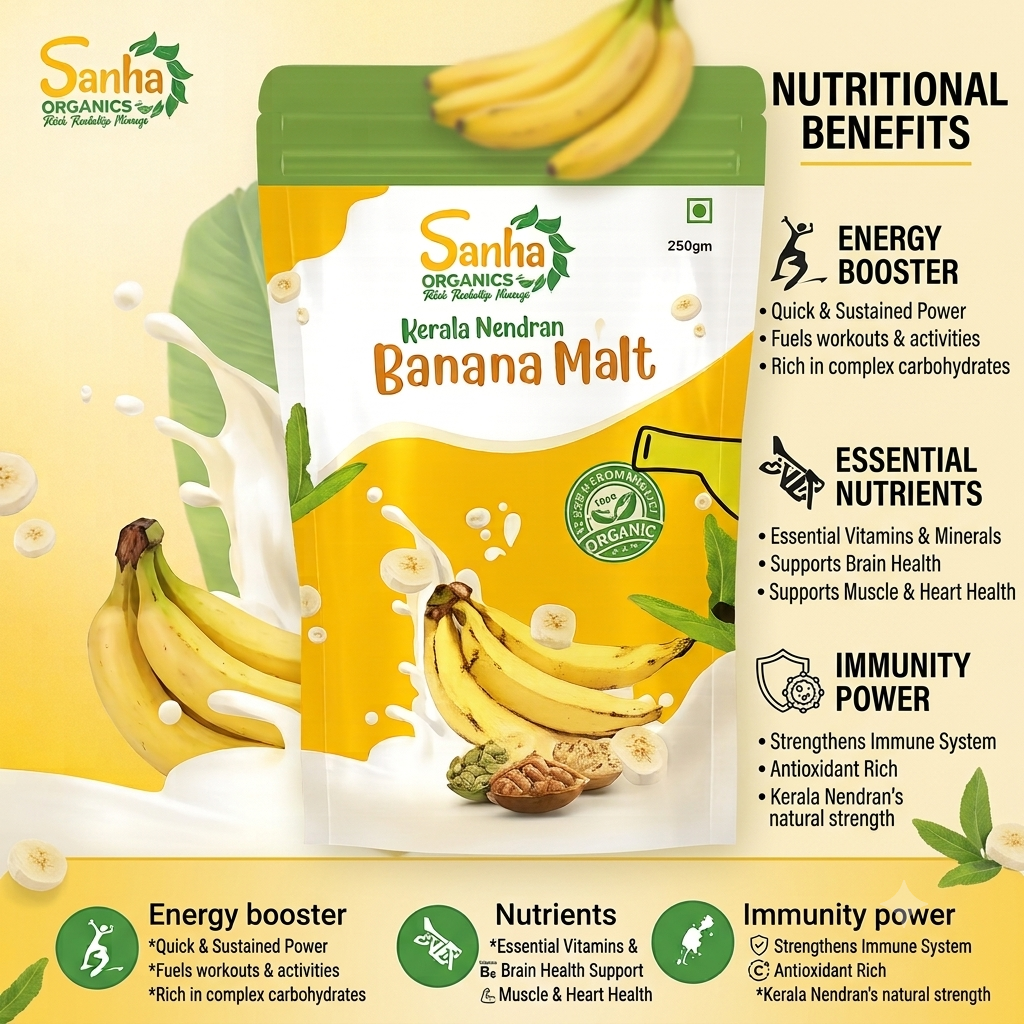 Sanha
ORGANICS
NUTRITIONAL
BENEFITS
Sanha
ORGANICS
250gm
Kerala Nendran
Banana Malt
ORGANIC
ENERGY
BOOSTER
• Quick & Sustained Power
• Fuels workouts & activities
• Rich in complex carbohydrates
ESSENTIAL
NUTRIENTS
• Essential Vitamins & Minerals
• Supports Brain Health
• Supports Muscle & Heart Health
IMMUNITY
POWER
• Strengthens Immune System
• Antioxidant Rich
• Kerala Nendran's
natural strength
Energy booster
*Quick & Sustained Power
*Fuels workouts & activities
*Rich in complex carbohydrates
Nutrients
*Essential Vitamins &
Brain Health Support
Muscle & Heart Health
Immunity power
Strengthens Immune System
Antioxidant Rich
*Kerala Nendran's natural strength